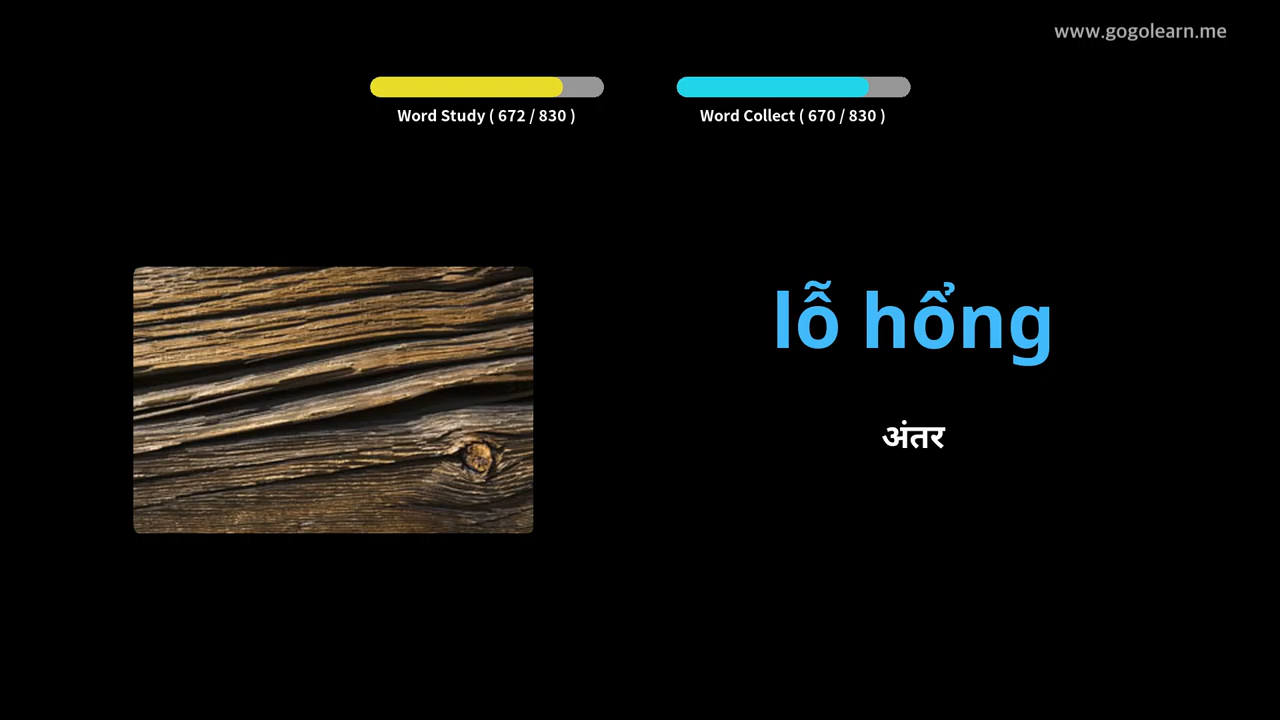 www.gogolearn.me
Word Study ( 672 / 830 )
Word Collect ( 670 / 830 )
lỗ hổng
अंतर